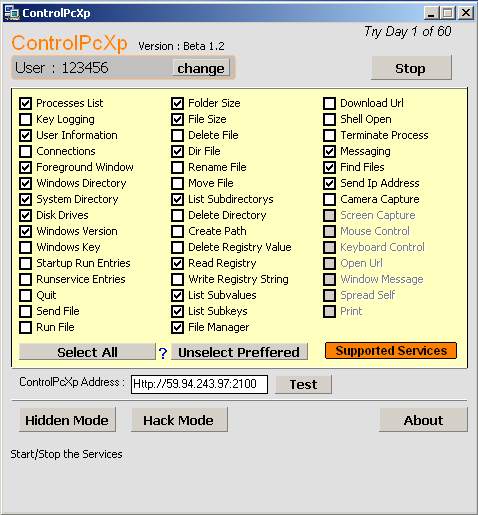 ControlPcXp
Try Day 1 of 60
ControlPcXp Version : Beta 1.2
User : 123456 change Stop
Processes List Folder Size Download Url
Key Logging File Size Shell Open
User Information Delete File Terminate Process
Connections Dir File Messaging
Foreground Window Rename File Find Files
Windows Directory Move File Send Ip Address
System Directory List Subdirectorys Camera Capture
Disk Drives Delete Directory Screen Capture
Windows Version Create Path Mouse Control
Windows Key Delete Registry Value Keyboard Control
Startup Run Entries Read Registry Open Url
Runservice Entries Write Registry String Window Message
Quit List Subvalues Spread Self
Send File List Subkeys Print
Run File File Manager
Select All ? Unselect Preffered Supported Services
ControlPcXp Address : Http://59.94.243.97:2100 Test
Hidden Mode Hack Mode About
Start/Stop the Services